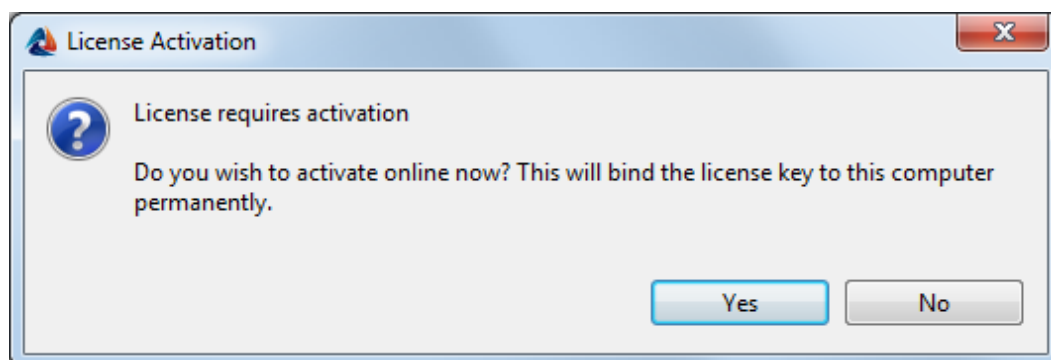 License Activation
License requires activation
Do you wish to activate online now? This will bind the license key to this computer
permanently.
Yes No